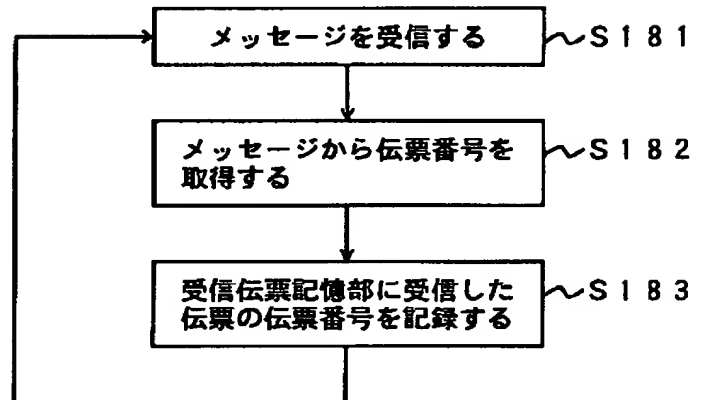 メッセージを受信する
S181
メッセージから伝票番号を
取得する
S182
受信伝票記憶部に受信した
伝票の伝票番号を記録する
S183